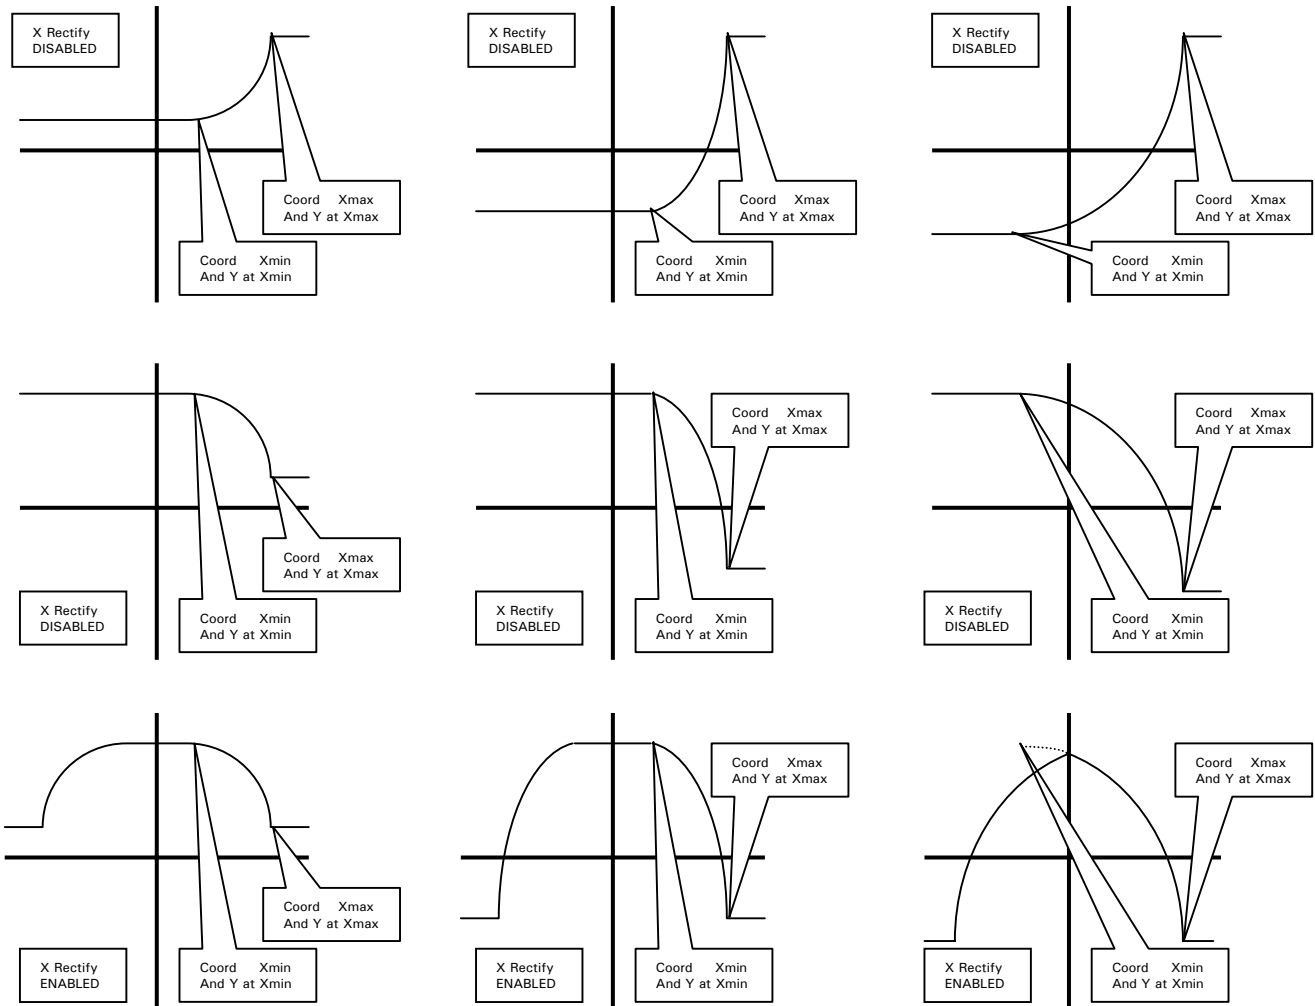 X Rectify
DISABLED
X Rectify
DISABLED
X Rectify
DISABLED
Coord Xmax
And Y at Xmax
Coord Xmax
And Y at Xmax
Coord Xmax
And Y at Xmax
Coord Xmin
And Y at Xmin
Coord Xmin
And Y at Xmin
Coord Xmin
And Y at Xmin
Coord Xmax
And Y at Xmax
Coord Xmax
And Y at Xmax
Coord Xmax
And Y at Xmax
X Rectify
DISABLED
Coord Xmin
And Y at Xmin
X Rectify
DISABLED
Coord Xmin
And Y at Xmin
X Rectify
DISABLED
Coord Xmin
And Y at Xmin
Coord Xmax
And Y at Xmax
Coord Xmax
And Y at Xmax
Coord Xmax
And Y at Xmax
X Rectify
ENABLED
Coord Xmin
And Y at Xmin
X Rectify
ENABLED
Coord Xmin
And Y at Xmin
X Rectify
ENABLED
Coord Xmin
And Y at Xmin